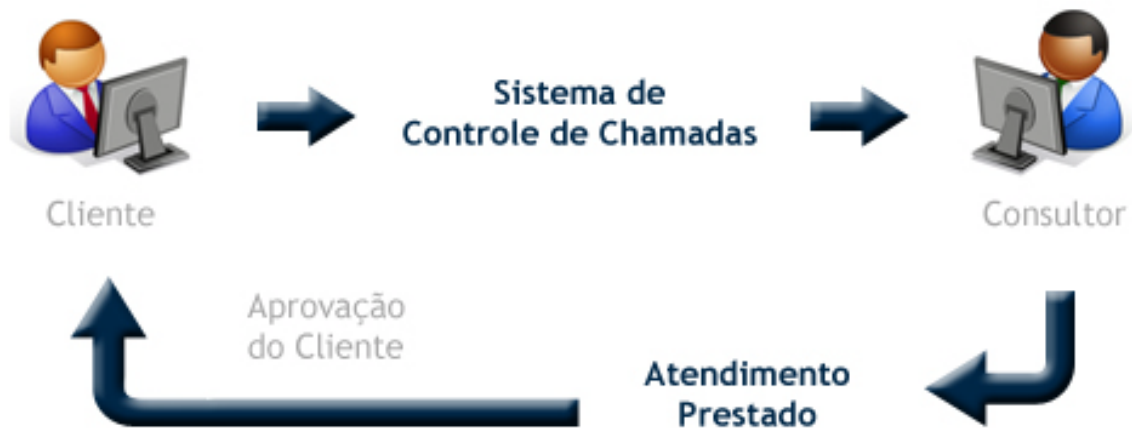 Sistema de
Controle de Chamadas
Cliente
Consultor
Aprovação
do Cliente
Atendimento
Prestado